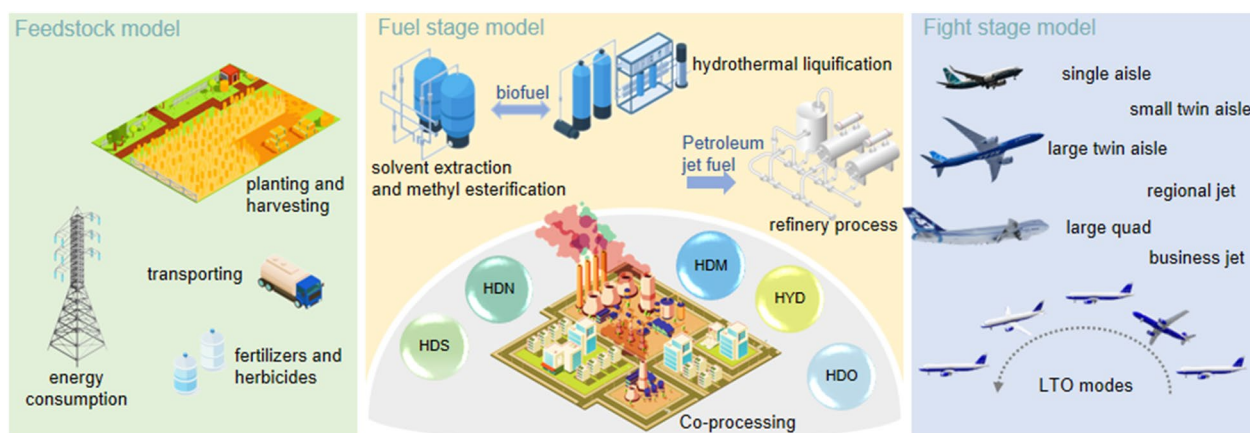 Feedstock model
planting and
harvesting
transporting
energy
consumption
fertilizers and
herbicides
Fuel stage model
biofuel
hydrothermal liquification
solvent extraction
and methyl esterification
Petroleum
jet fuel
refinery process
HDS
HDN
HDM
HYD
HDO
Co-processing
Fight stage model
single aisle
small twin aisle
large twin aisle
regional jet
large quad
business jet
LTO modes